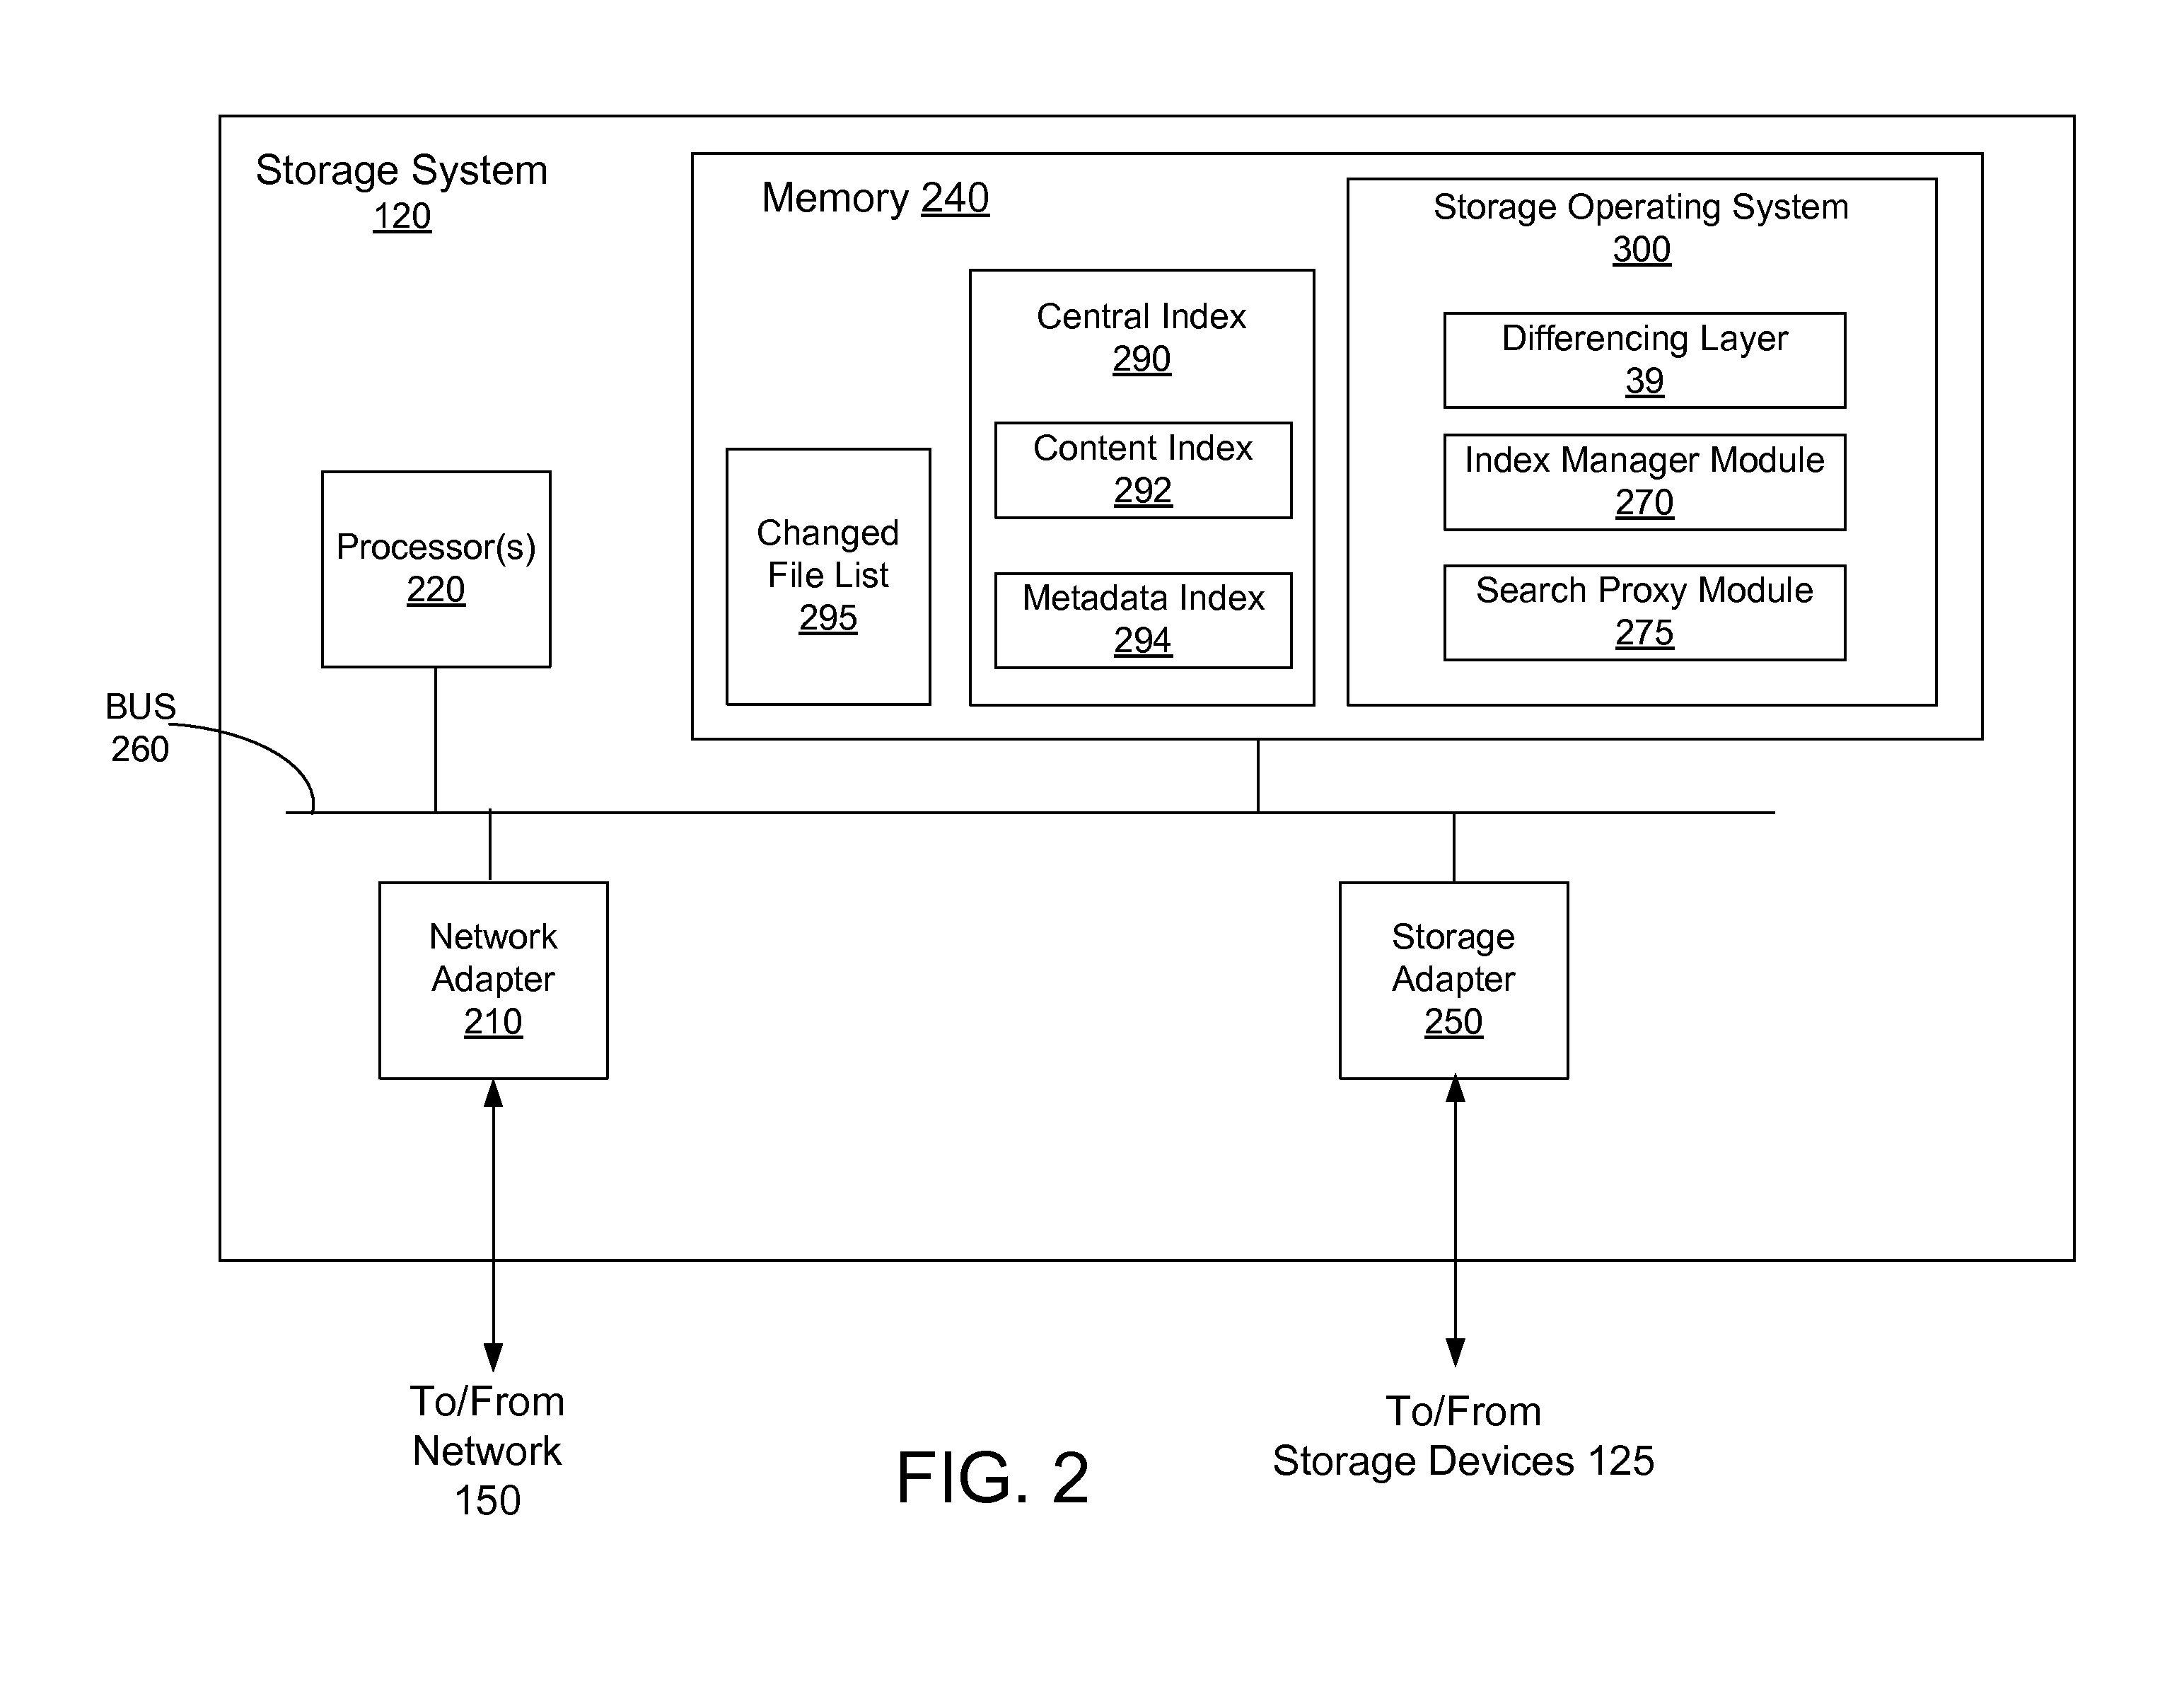 Storage System
120
Memory 240
Storage Operating System
300
Central Index
290
Differencing Layer
39
Content Index
292
Index Manager Module
270
Changed
File List
295
Processor(s)
220
Metadata Index
294
Search Proxy Module
275
BUS
260
Network
Adapter
210
Storage
Adapter
250
To/From
Network
150
To/From
Storage Devices 125
FIG. 2